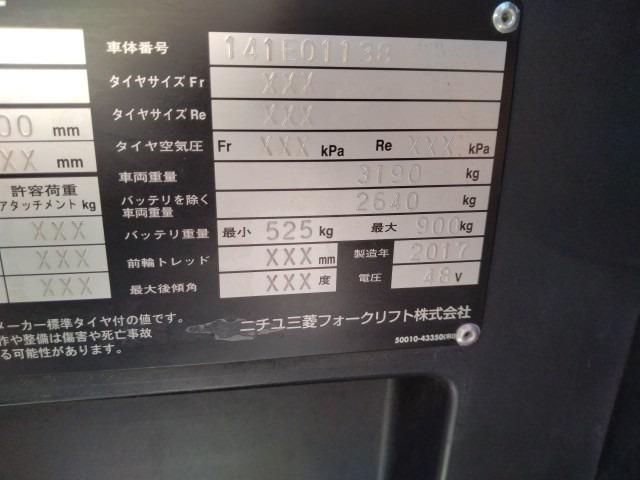 車体番号 141E01138
タイヤサイズ Fr XXX
タイヤサイズ Re XXX
00 mm
タイヤ空気圧 Fr XXX kPa Re XXX kPa
XX mm
車両重量 3190 kg
許容荷重
アタッチメント kg
バッテリを除く
車両重量 2640 kg
XXX
バッテリ重量 最小 525 kg 最大 900 kg
XXX
前輪トレッド XXX mm 製造年 2017
XXX
最大後傾角 XXX 度 電圧 48 V
メーカー標準タイヤ付の値です。
作や整備は傷害や死亡事故
る可能性があります。
ニチユ三菱フォークリフト株式会社
50010-43350